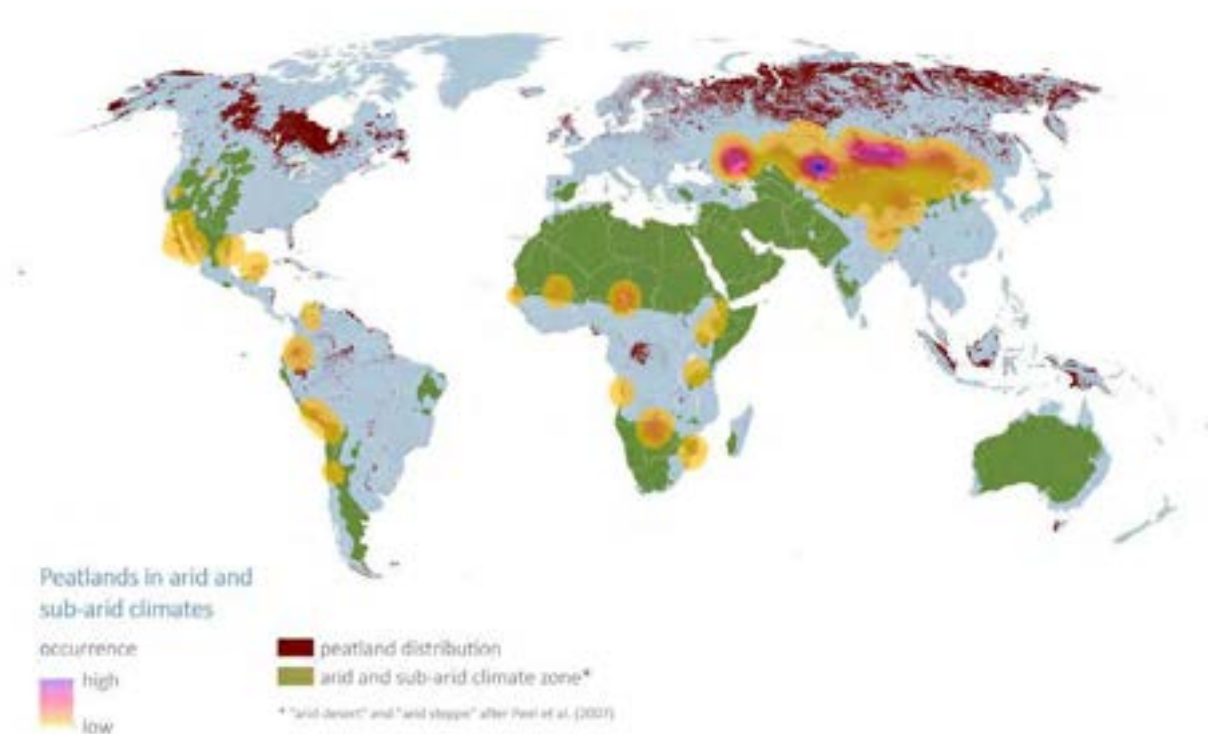 Peatlands in arid and
sub-arid climates
occurrence
high
low
peatland distribution
arid and sub-arid climate zone*
* "arid desert" and "arid steppe" after Peel et al. (2007)